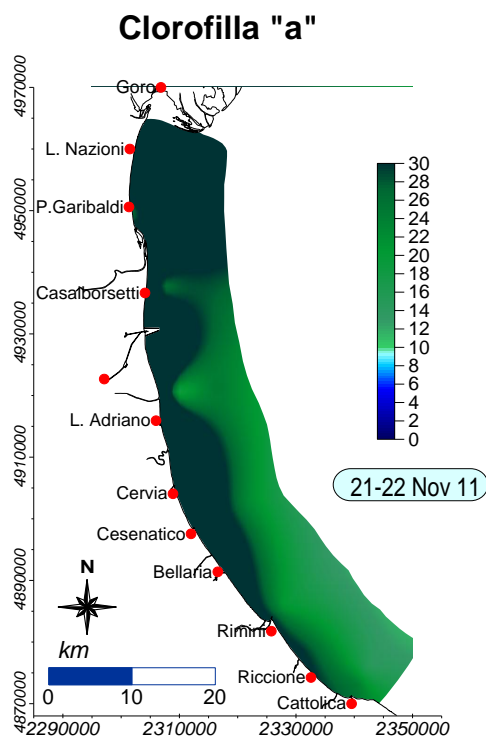 Clorofilla "a"
4970000
Goro
L. Nazioni
4950000
P.Garibaldi
Casalborsetti
4930000
L. Adriano
4910000
Cervia
Cesenatico
4890000
Bellaria
Rimini
Riccione
4870000
Cattolica
30
28
26
24
22
20
18
16
14
12
10
8
6
4
2
0
21-22 Nov 11
N
km
0 10 20
2290000 2310000 2330000 2350000